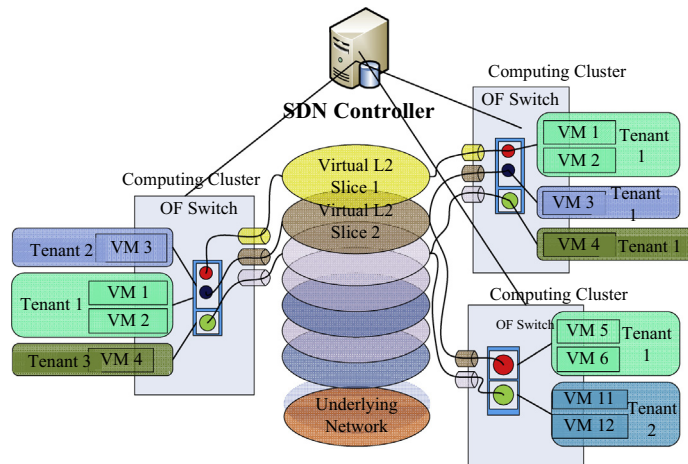 SDN Controller
Computing Cluster
OF Switch
VM 1
VM 2
Tenant
1
VM 3
Tenant
1
VM 4
Tenant 1
Virtual L2
Slice 1
Virtual L2
Slice 2
Computing Cluster
OF Switch
Tenant 2
VM 3
Tenant 1
VM 1
VM 2
Tenant 3
VM 4
Computing Cluster
OF Switch
VM 5
VM 6
Tenant
1
VM 11
VM 12
Tenant
2
Underlying
Network